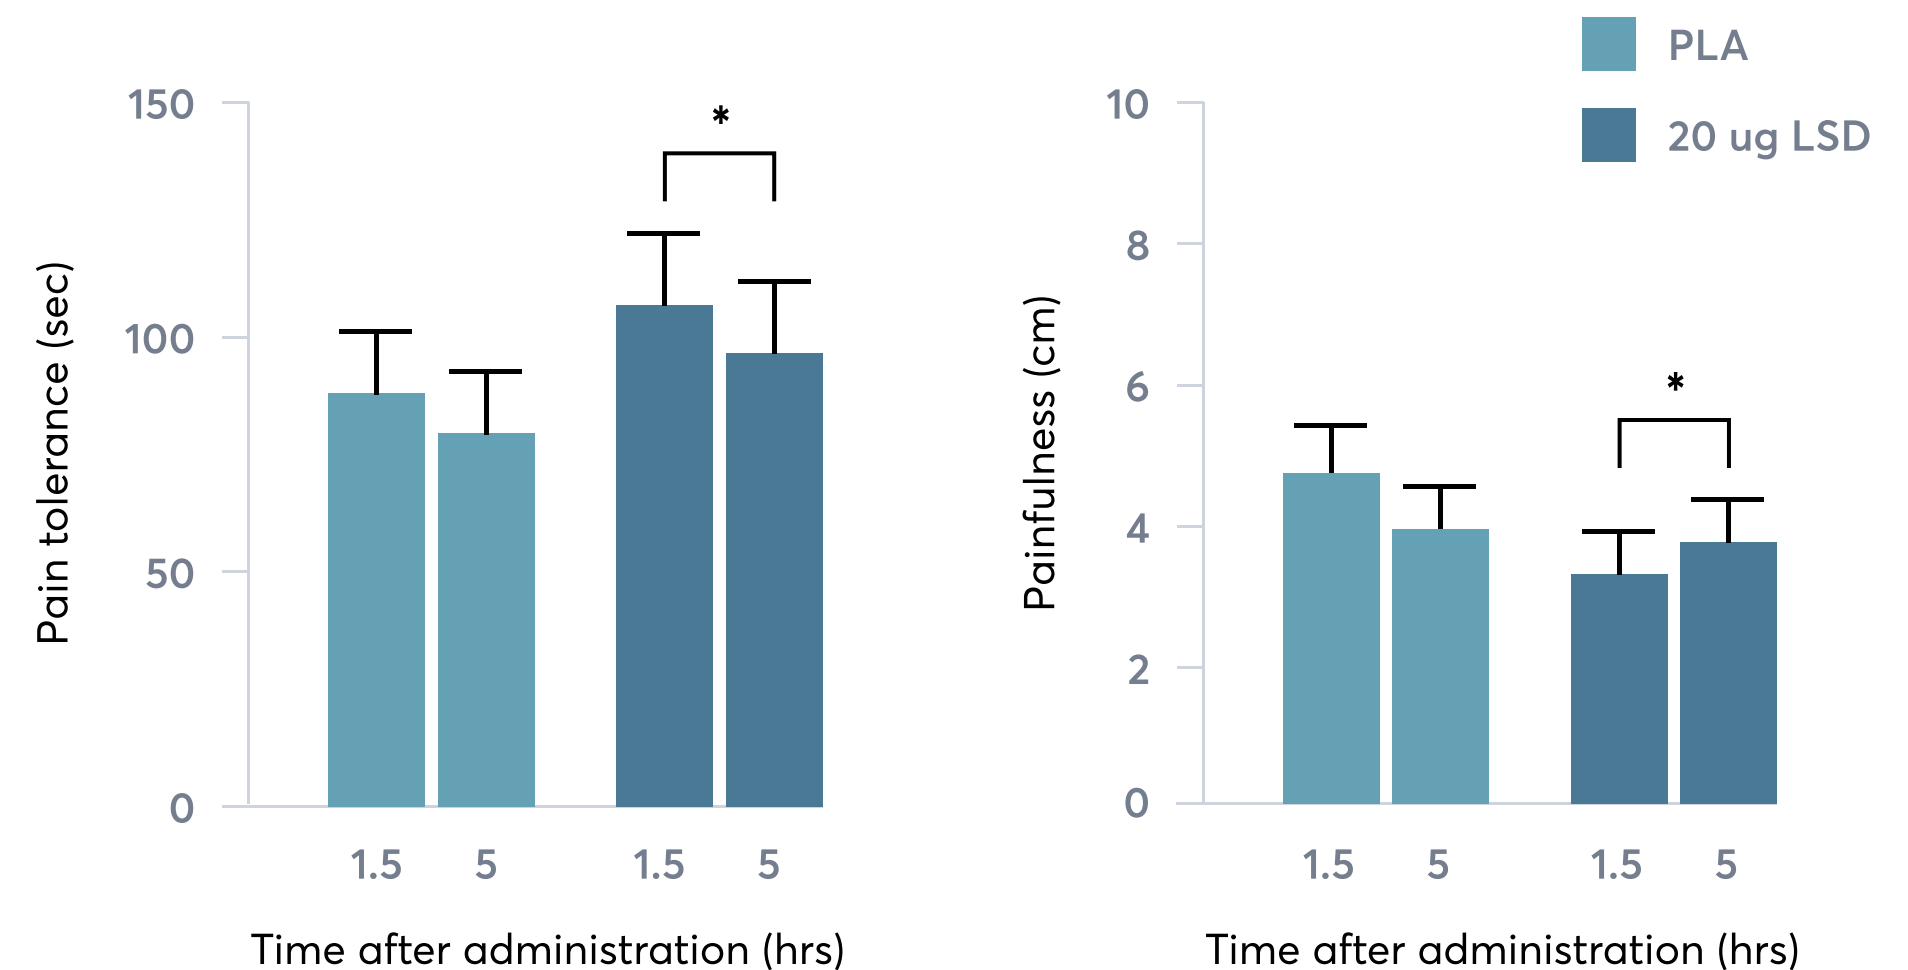 PLA
20 ug LSD
Pain tolerance (sec)
150
100
50
0
*
1.5 5 1.5 5
Time after administration (hrs)
Painfulness (cm)
10
8
6
4
2
0
*
1.5 5 1.5 5
Time after administration (hrs)